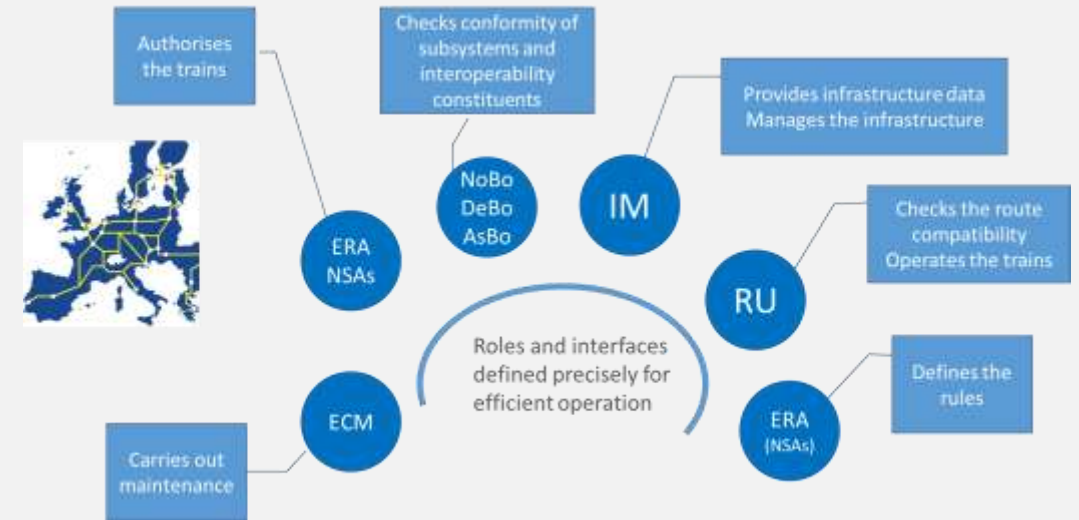 Authorises
the trains
Checks conformity of
subsystems and
interoperability
constituents
Provides infrastructure data
Manages the infrastructure
NoBo
DeBo
AsBo
IM
Checks the route
compatibility
Operates the trains
ERA
NSAs
RU
Roles and interfaces
defined precisely for
efficient operation
Defines the
rules
ECM
ERA
(NSAs)
Carries out
maintenance